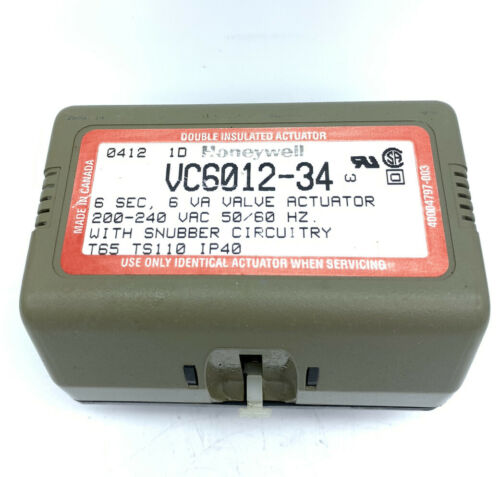 DOUBLE INSULATED ACTUATOR
0412 1D Honeywell
VC6012-34 3
6 SEC, 6 VA VALVE ACTUATOR
200-240 VAC 50/60 HZ.
WITH SNUBBER CIRCUITRY
T65 TS110 IP40
USE ONLY IDENTICAL ACTUATOR WHEN SERVICING
MADE IN CANADA
40004797-003